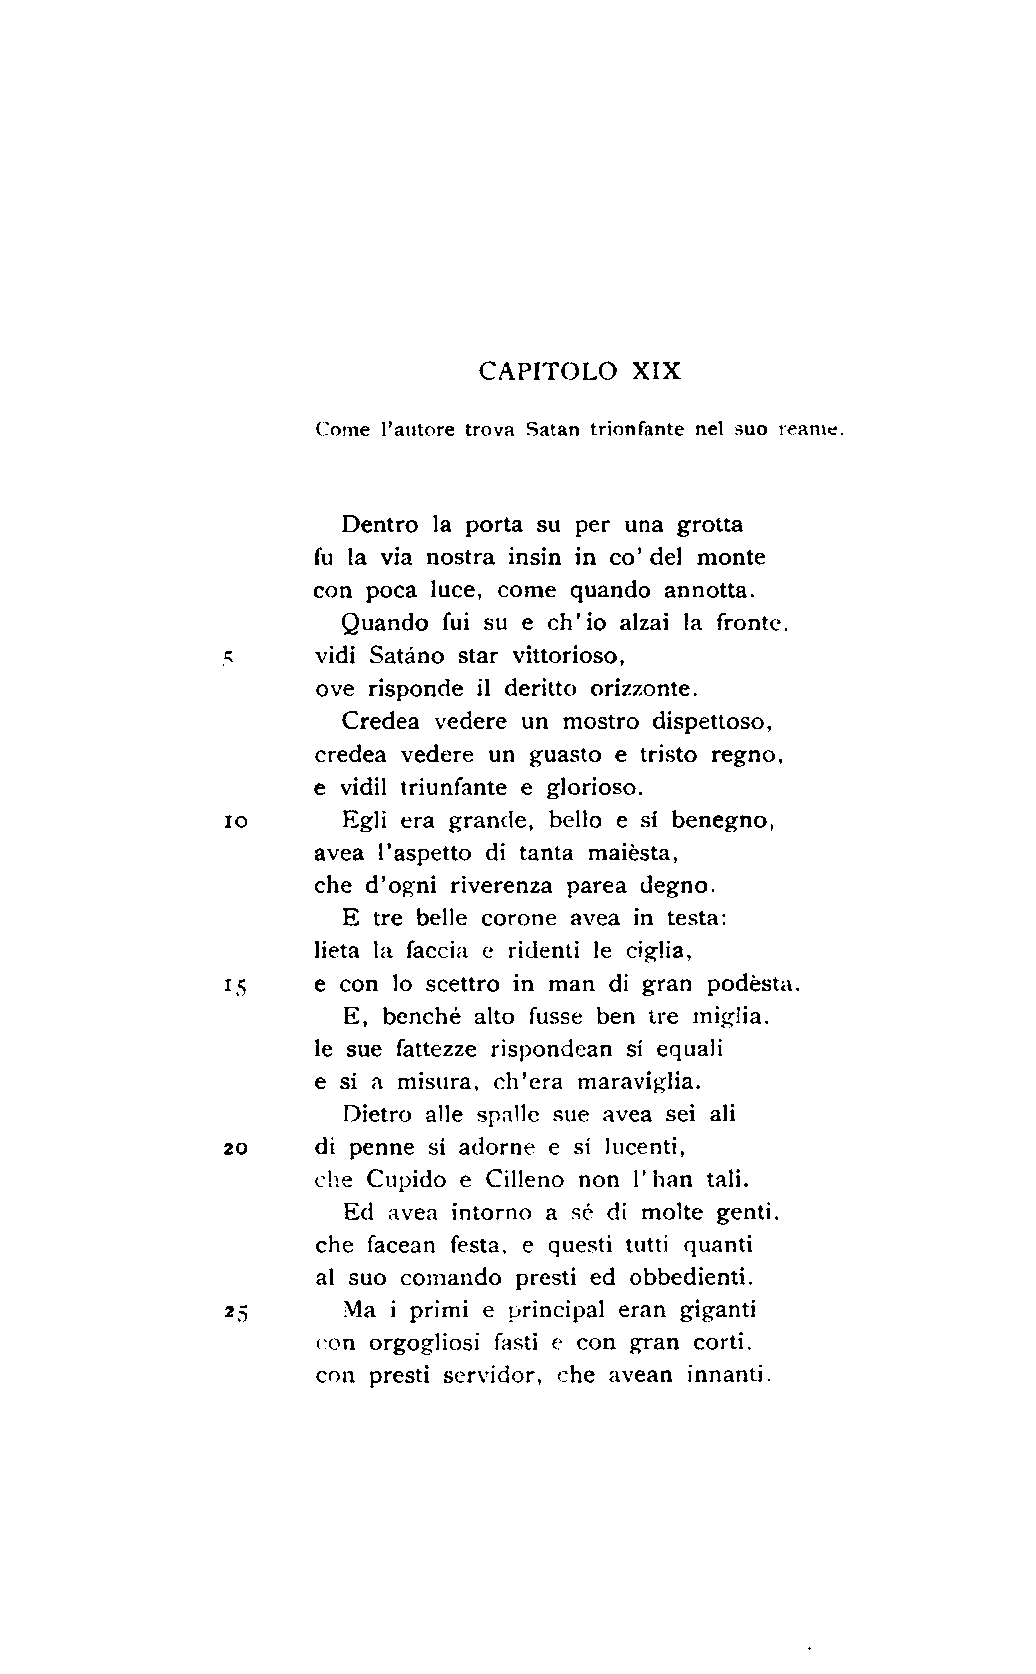 CAPITOLO XIX
Come l'autore trova Satan trionfante nel suo reame.
Dentro la porta su per una grotta
fu la via nostra insin in co' del monte
con poca luce, come quando annotta.
Quando fui su e ch'io alzai la fronte,
5 vidi Satáno star vittorioso,
ove risponde il deritto orizzonte.
Credea vedere un mostro dispettoso,
credea vedere un guasto e tristo regno,
e vidil triunfante e glorioso.
10 Egli era grande, bello e sí benegno,
avea l'aspetto di tanta maièsta,
che d'ogni riverenza parea degno.
E tre belle corone avea in testa:
lieta la faccia e ridenti le ciglia,
15 e con lo scettro in man di gran podèsta.
E, benché alto fusse ben tre miglia,
le sue fattezze rispondean sí equali
e sí a misura, ch'era maraviglia.
Dietro alle spalle sue avea sei ali
20 di penne sí adorne e sí lucenti,
che Cupido e Cilleno non l'han tali.
Ed avea intorno a sé di molte genti,
che facean festa, e questi tutti quanti
al suo comando presti ed obbedienti.
25 Ma i primi e principal eran giganti
con orgogliosi fasti e con gran corti,
con presti servidor, che avean innanti.